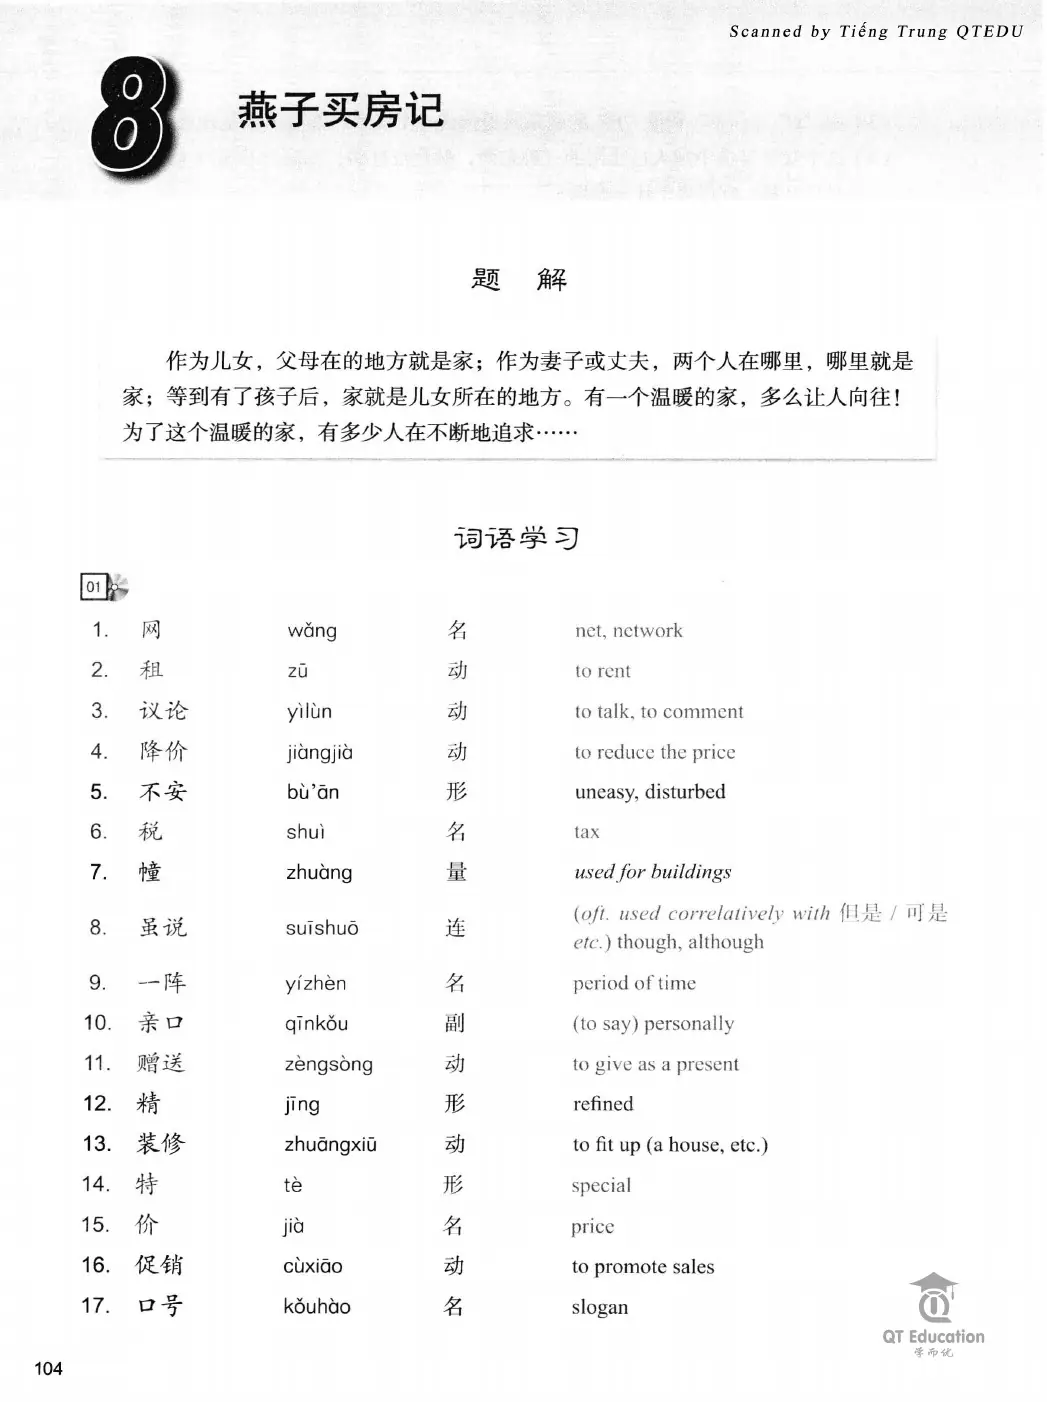 Scanned by Tiếng Trung QTEDU
8 燕子买房记
题 解
作为儿女，父母在的地方就是家；作为妻子或丈夫，两个人在哪里，哪里就是
家；等到有了孩子后，家就是儿女所在的地方。有一个温暖的家，多么让人向往！
为了这个温暖的家，有多少人在不断地追求……
词语学习
01
1. 网 wǎng 名 net, network
2. 租 zū 动 to rent
3. 议论 yìlùn 动 to talk, to comment
4. 降价 jiàngjià 动 to reduce the price
5. 不安 bù'ān 形 uneasy, disturbed
6. 税 shuì 名 tax
7. 幢 zhuàng 量 used for buildings
8. 虽说 suīshuō 连 (oft. used correlatively with 但是 / 可是
etc.) though, although
9. 一阵 yízhèn 名 period of time
10. 亲口 qīnkǒu 副 (to say) personally
11. 赠送 zèngsòng 动 to give as a present
12. 精 jīng 形 refined
13. 装修 zhuāngxiū 动 to fit up (a house, etc.)
14. 特 tè 形 special
15. 价 jià 名 price
16. 促销 cùxiāo 动 to promote sales
17. 口号 kǒuhào 名 slogan
QT Education
学而优
104